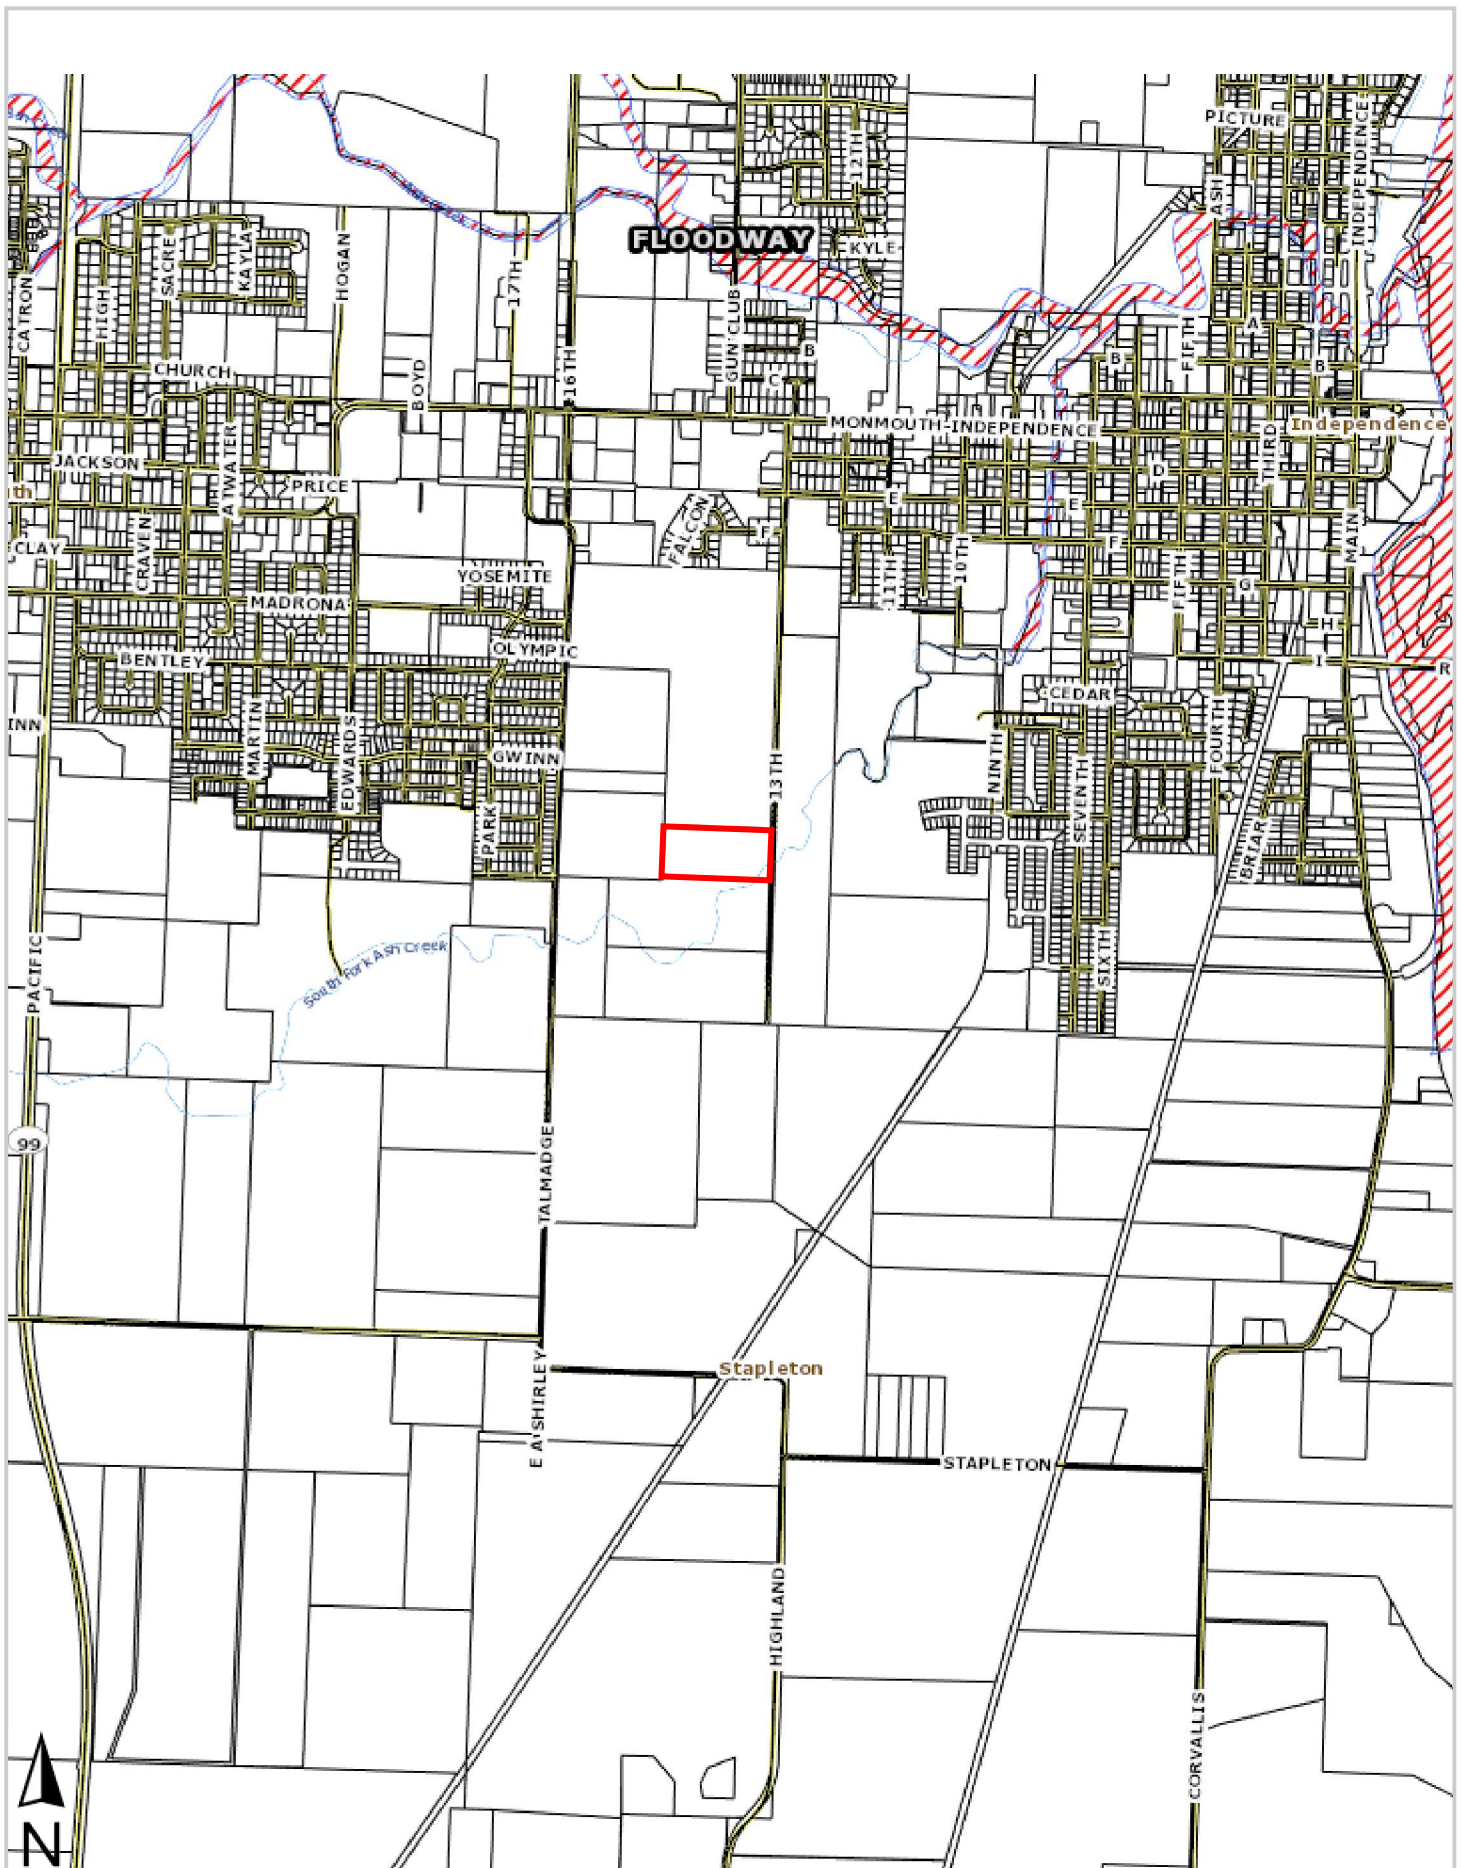 PICTURE
INDEPENDENCE
12TH
ASH
SACRE
KAYLA
HOGAN
FLOODWAY
KYLE
17TH
CATRON
HIGH
GUN CLUB
A
FIFTH
B
B
B
16TH
CHURCH
BOYD
C
MONMOUTH-INDEPENDENCE
Independence
JACKSON
ATWATER
THIRD
D
PRICE
th
E
E
FALCON
F
MAIN
CLAY
CRAVEN
10TH
F
YOSEMITE
11TH
FIFTH
G
MADRONA
H
OLYMPIC
BENTLEY
I
R
CEDAR
INN
MARTIN
EDWARDS
FOURTH
GWINN
NINTH
13TH
SEVENTH
PARK
BRIAR
South Fork Ash Creek
SIXTH
PACIFIC
99
TALMADGE
Stapleton
E A SHIRLEY
STAPLETON
HIGHLAND
CORVALLIS
N